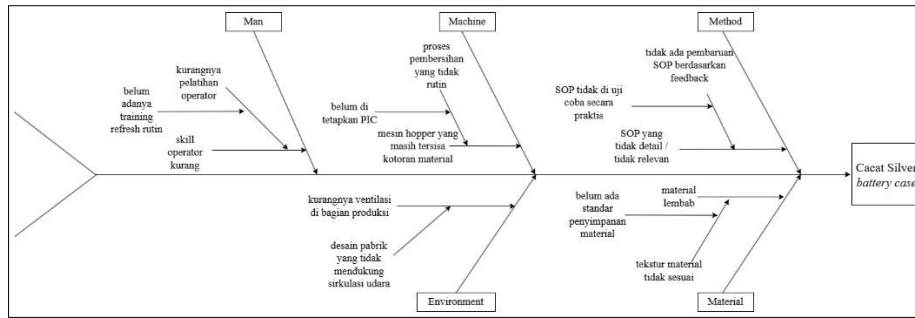 Man
Machine
Method
kurangnya
pelatihan operator
belum
adanya
training
refresh rutin
skill
operator
kurang
proses
pembersihan
yang tidak
rutin
belum di
tetapkan PIC
mesin hopper yang
masih tersisa
kotoran material
tidak ada pembaruan
SOP berdasarkan
feedback
SOP tidak di uji
coba secara
praktis
SOP yang
tidak detail /
tidak relevan
Cacat Silver
battery case
kurangnya ventilasi
di bagian produksi
desain pabrik
yang tidak
mendukung
sirkulasi udara
Environment
belum ada
standar
penyimpanan
material
material
lembab
tekstur material
tidak sesuai
Material